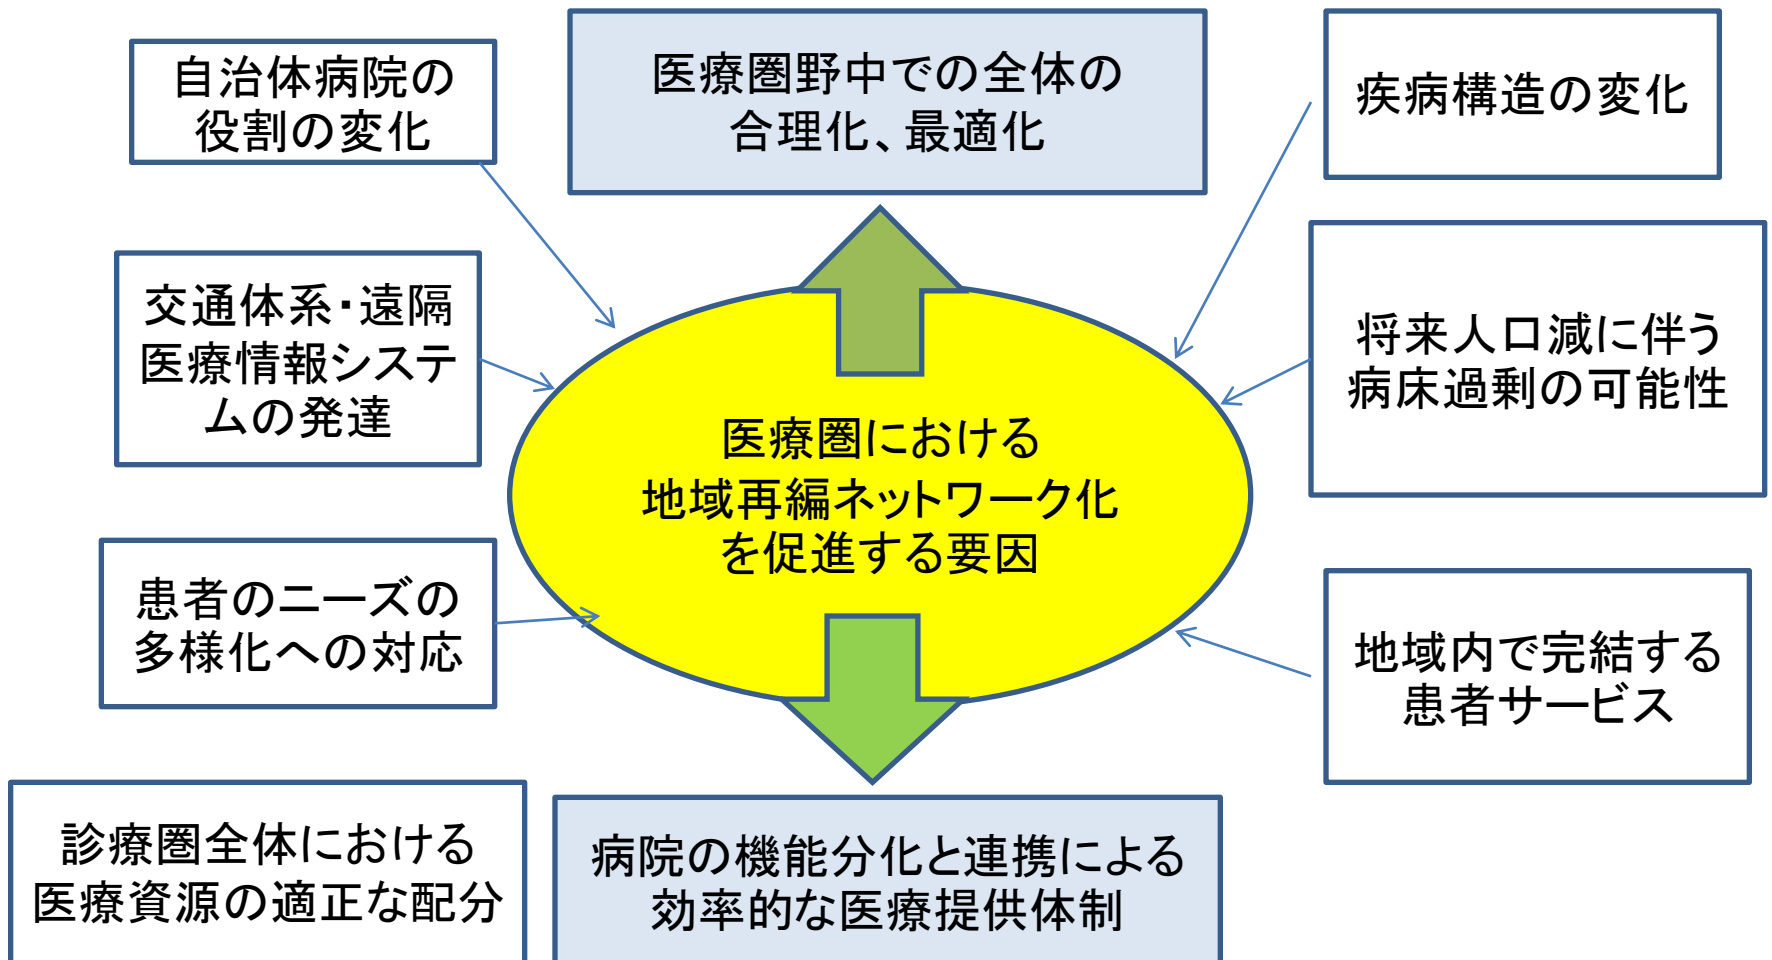 自治体病院の
役割の変化
医療圏野中での全体の
合理化、最適化
疾病構造の変化
交通体系・遠隔
医療情報システ
ムの発達
将来人口減に伴う
病床過剰の可能性
医療圏における
地域再編ネットワーク化
を促進する要因
患者のニーズの
多様化への対応
地域内で完結する
患者サービス
診療圏全体における
医療資源の適正な配分
病院の機能分化と連携による
効率的な医療提供体制